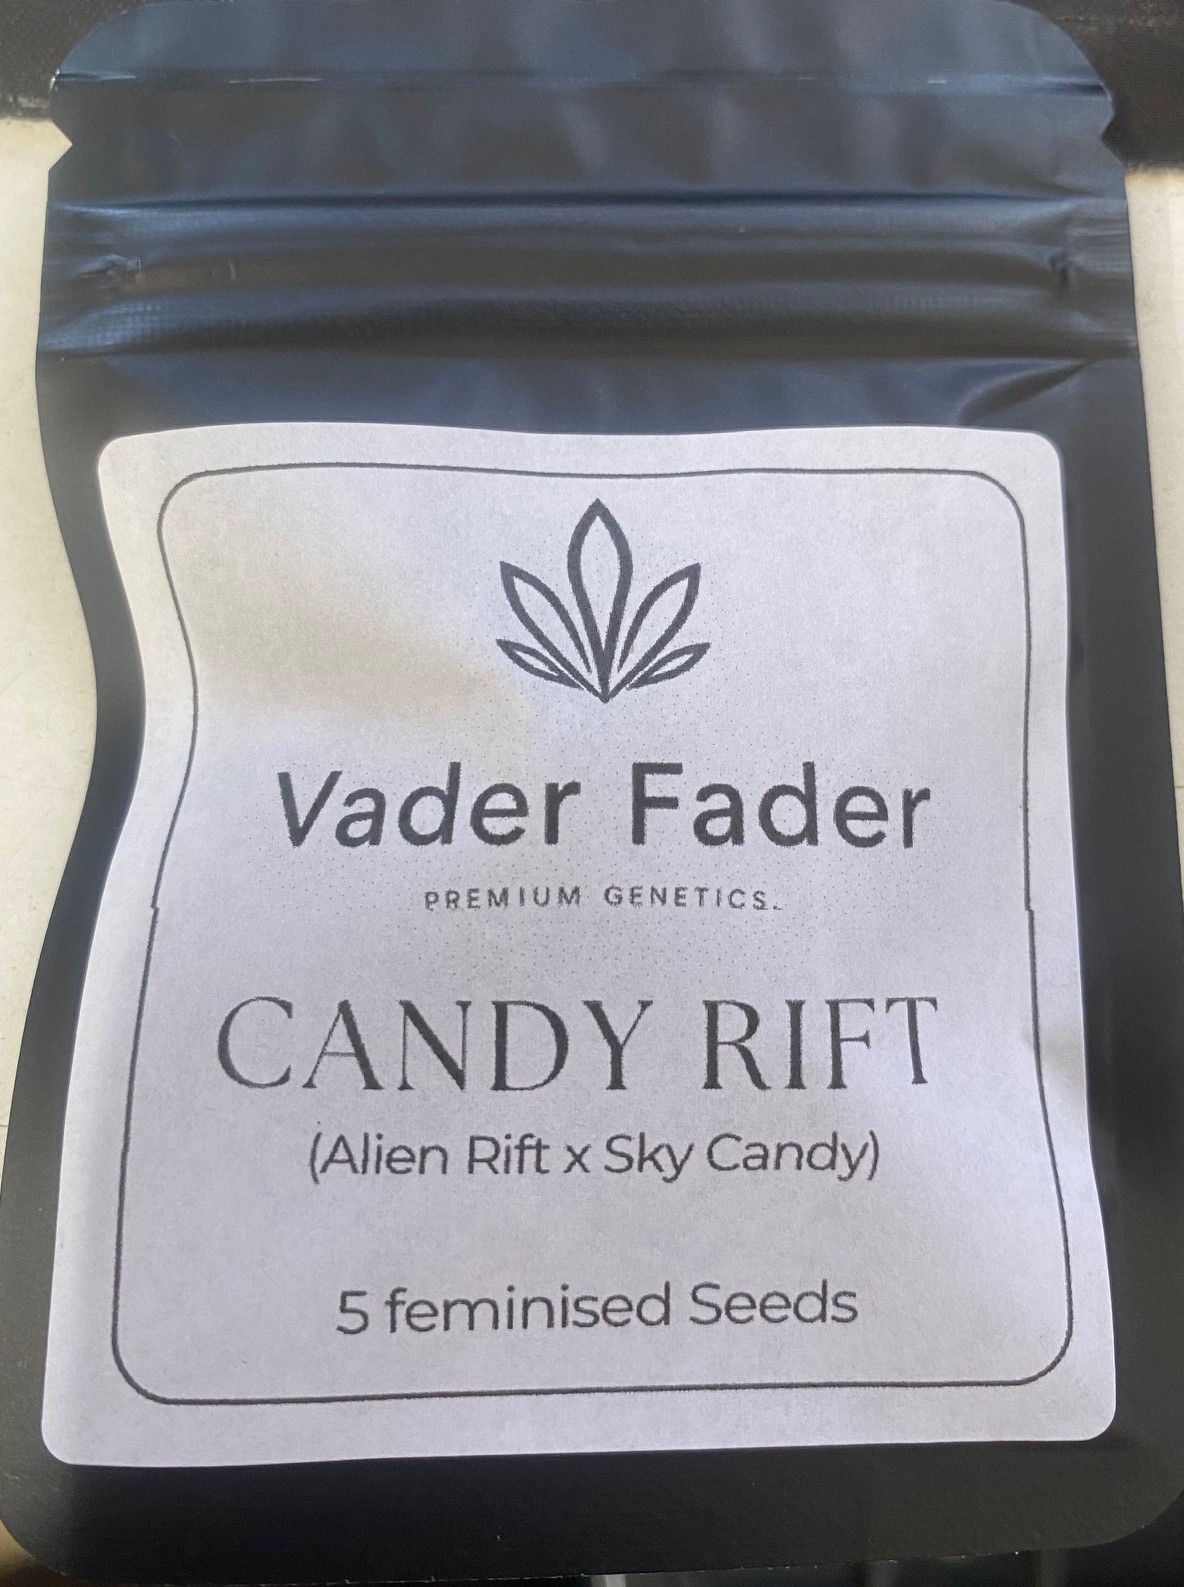 Vader Fader
PREMIUM GENETICS.
CANDY RIFT
(Alien Rift x Sky Candy)
5 feminised Seeds